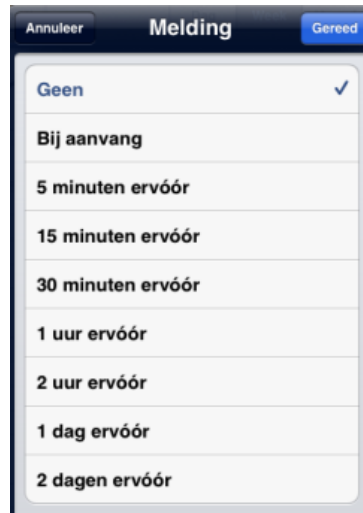 Annuleer Melding Gereed
Geen
Bij aanvang
5 minuten ervóór
15 minuten ervóór
30 minuten ervóór
1 uur ervóór
2 uur ervóór
1 dag ervóór
2 dagen ervóór